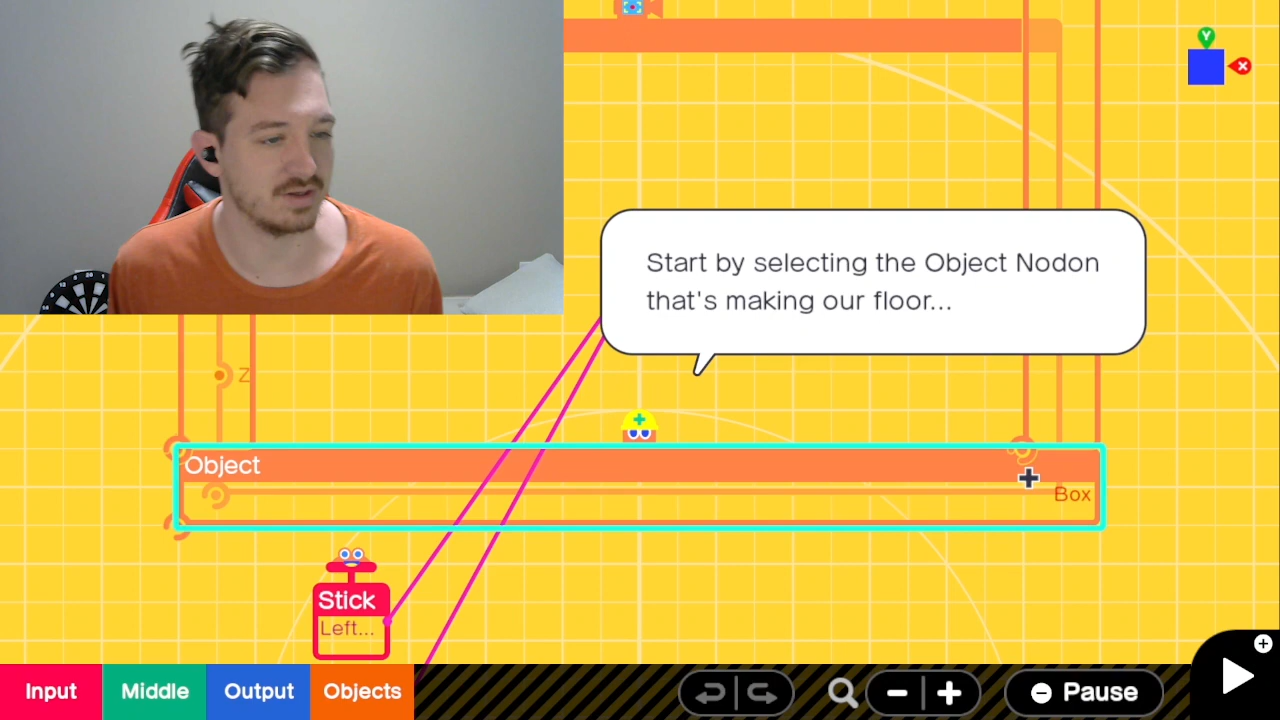 Y
Start by selecting the Object Nodon
that's making our floor...
Z
Object
Box
Stick
Left...
Input
Middle
Output
Objects
Pause